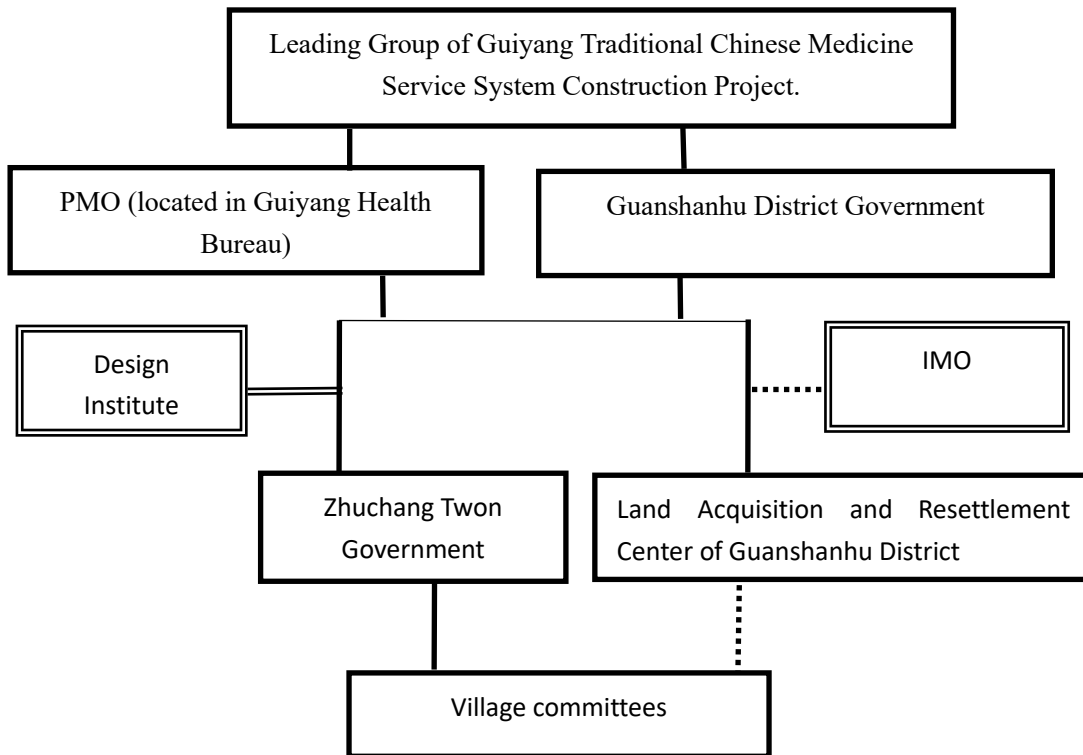 Leading Group of Guiyang Traditional Chinese Medicine
Service System Construction Project.
PMO (located in Guiyang Health
Bureau)
Guanshanhu District Government
Design
Institute
IMO
Zhuchang Twon
Government
Land Acquisition and Resettlement
Center of Guanshanhu District
Village committees